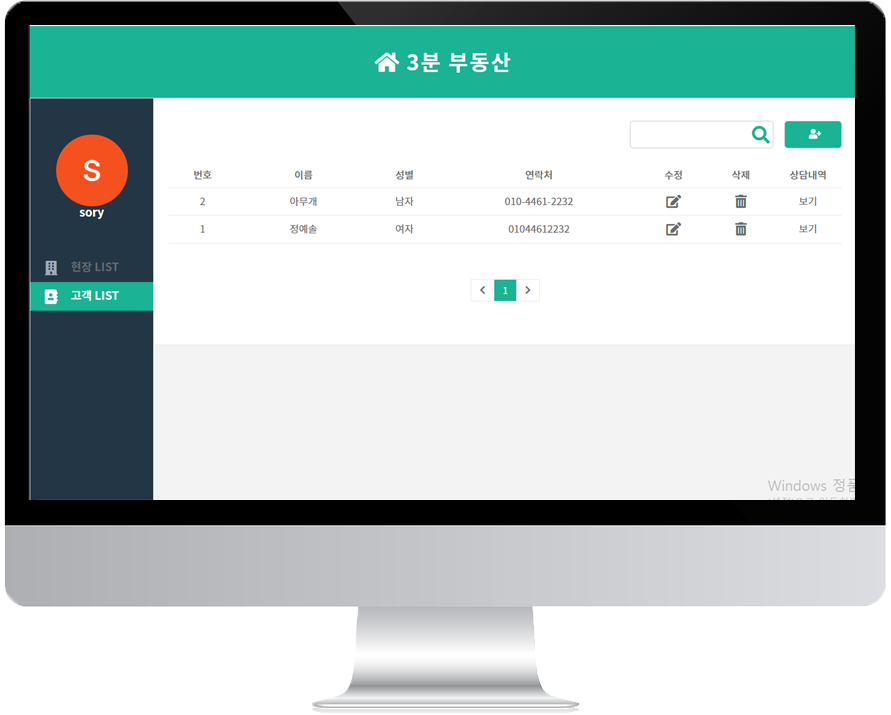 3분 부동산
S
sory
현장 LIST
고객 LIST
번호 이름 성별 연락처 수정 삭제 상담내역
2 아무개 남자 010-4461-2232 보기
1 정예솔 여자 01044612232 보기
1
Windows 정품